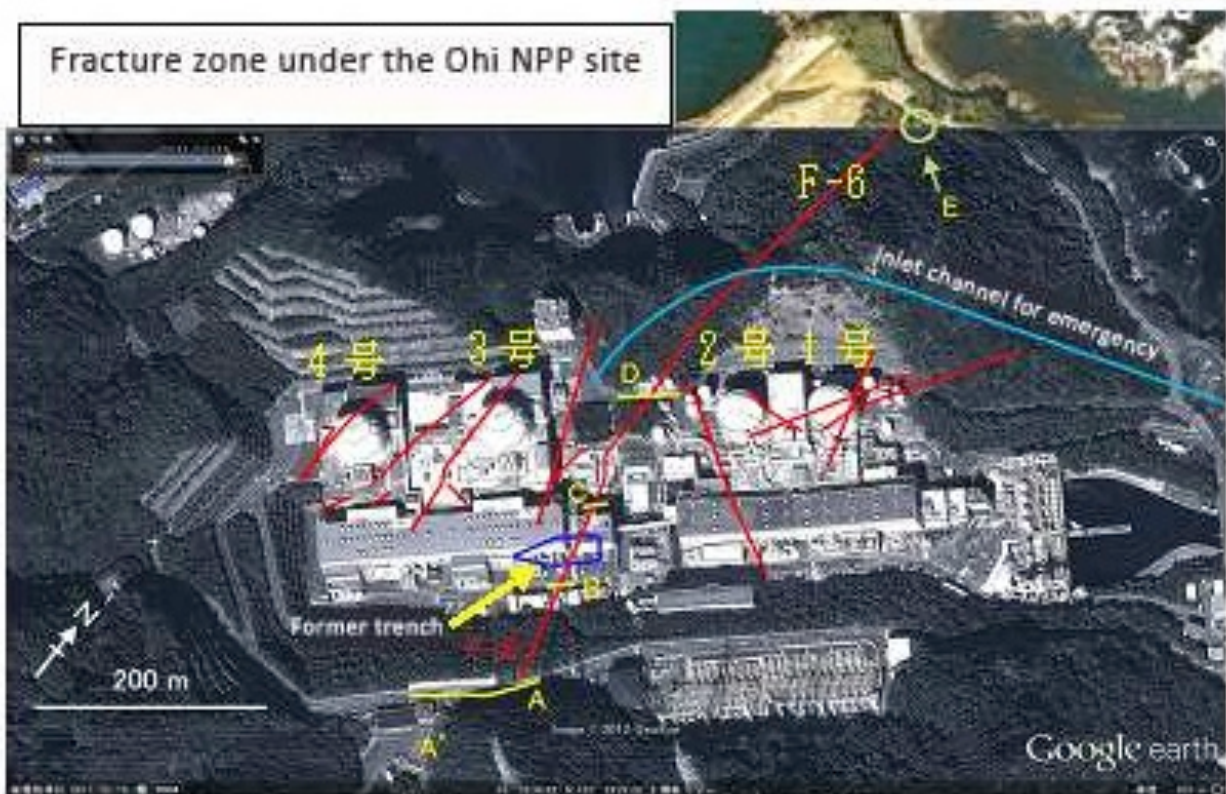 Fracture zone under the Ohi NPP site
F-6
E
Inlet channel for emergency
4 号
3 号
2 号
1 号
D
C
B
Former trench
N
200 m
A
A'
Google earth